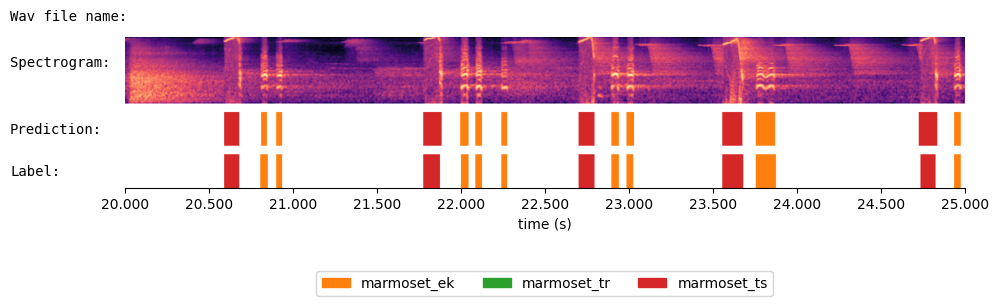 Wav file name:
Spectrogram:
Prediction:
Label:
20.000 20.500 21.000 21.500 22.000 22.500 23.000 23.500 24.000 24.500 25.000
time (s)
marmoset_ek marmoset_tr marmoset_ts